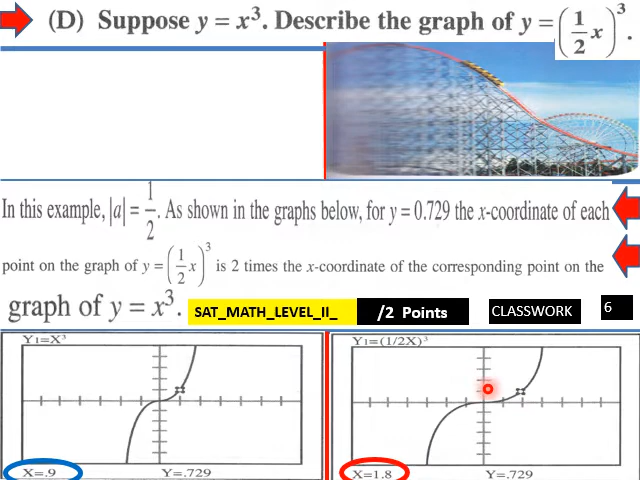 (D) Suppose y = x³. Describe the graph of y = (1/2 x)³.
In this example, |a| = 1/2. As shown in the graphs below, for y = 0.729 the x-coordinate of each
point on the graph of y = (1/2 x)³ is 2 times the x-coordinate of the corresponding point on the
graph of y = x³.
SAT_MATH_LEVEL_II_
/2 Points
CLASSWORK
6
Y1=X³
X=.9 Y=.729
Y1=(1/2X)³
X=1.8 Y=.729